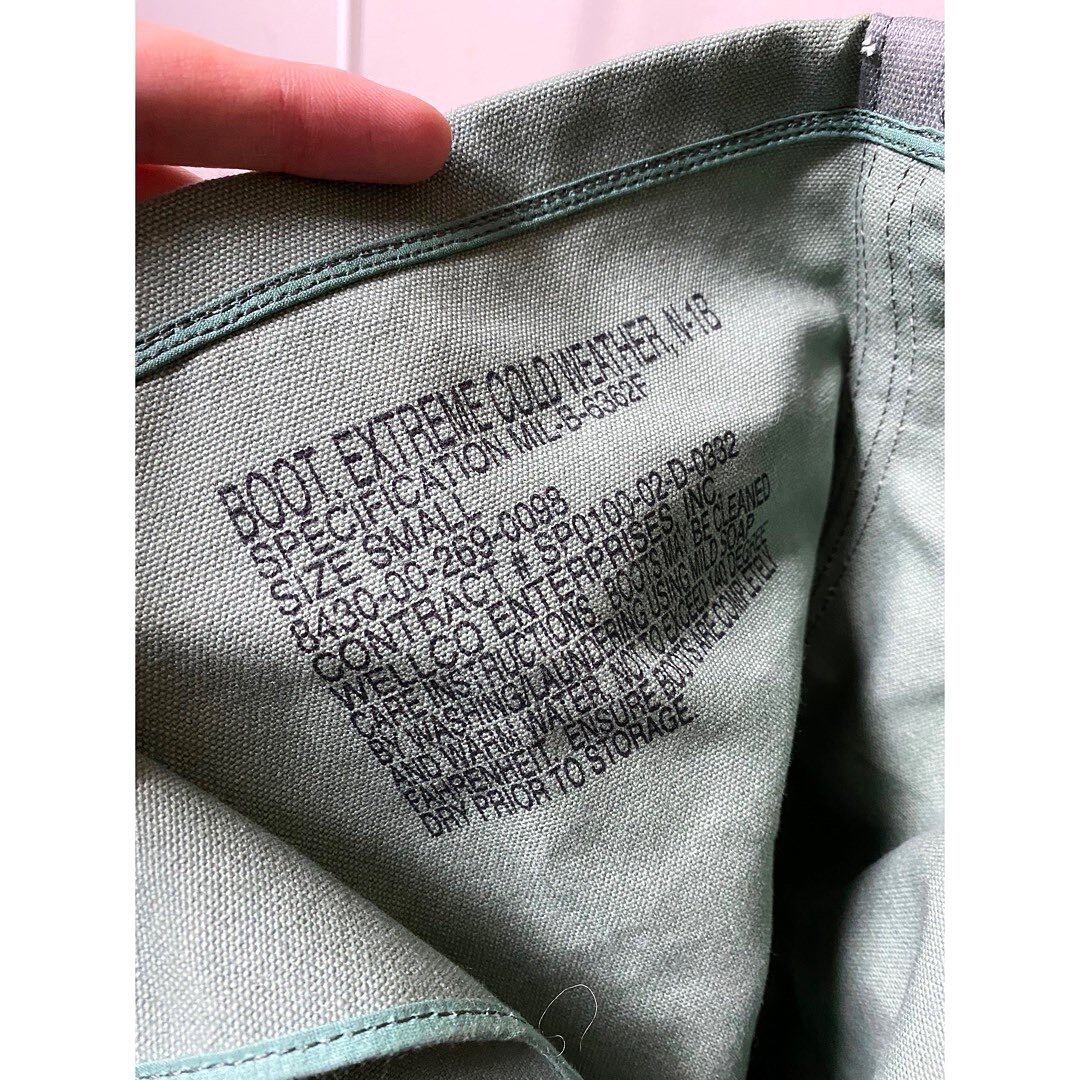 BOOT, EXTREME COLD WEATHER, N-1B
SPECIFICATION MIL-B-6362F
SIZE SMALL
8430-00-269-0098
CONTRACT # SP0100-02-D-0332
WELLCO ENTERPRISES, INC.
CARE INSTRUCTIONS. BOOTS MAY BE CLEANED
BY WASHING/LAUNDERING USING MILD SOAP
AND WARM WATER, NOT TO EXCEED 140 DEGREE
FAHRENHEIT. ENSURE BOOTS ARE COMPLETELY
DRY PRIOR TO STORAGE